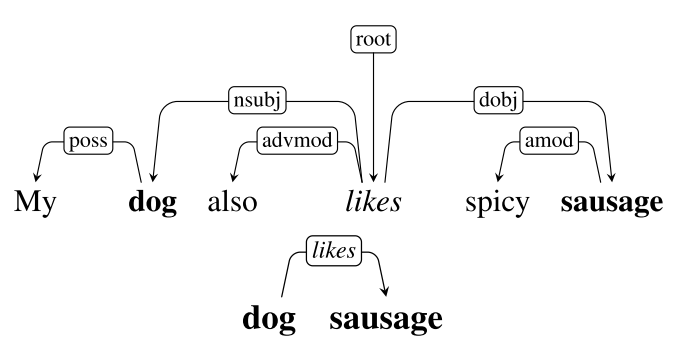 root
nsubj dobj
poss advmod amod
My dog also likes spicy sausage
likes
dog sausage